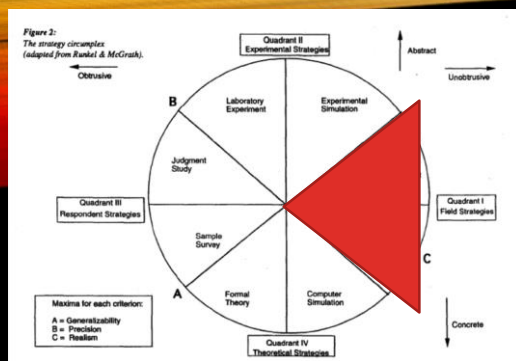 Figure 2:
The strategy circumplex
(adapted from Runkel & McGrath).
Obtrusive
Quadrant II
Experimental Strategies
Abstract
Unobtrusive
B
Laboratory
Experiment
Experimental
Simulation
Judgment
Study
Quadrant III
Respondent Strategies
Quadrant I
Field Strategies
Sample
Survey
C
A
Formal
Theory
Computer
Simulation
Maxima for each criterion:
A = Generalizability
B = Precision
C = Realism
Concrete
Quadrant IV
Theoretical Strategies